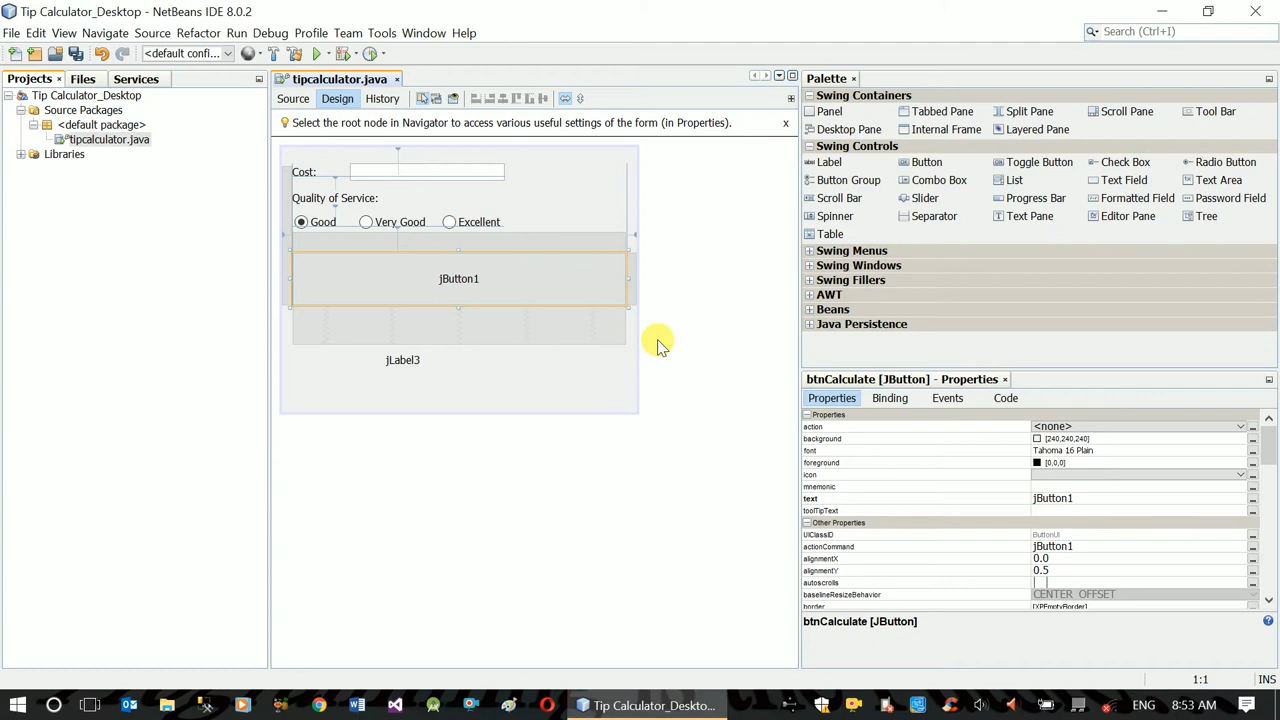 Tip Calculator_Desktop - NetBeans IDE 8.0.2
File Edit View Navigate Source Refactor Run Debug Profile Team Tools Window Help
Search (Ctrl+I)
<default confi...
Projects Files Services
tipcalculator.java
Palette
Tip Calculator_Desktop
Source Packages
<default package>
tipcalculator.java
Libraries
Source Design History
Select the root node in Navigator to access various useful settings of the form (in Properties). x
Cost:
Quality of Service:
Good Very Good Excellent
jButton1
jLabel3
Swing Containers
Panel Tabbed Pane Split Pane Scroll Pane Tool Bar
Desktop Pane Internal Frame Layered Pane
Swing Controls
Label Button Toggle Button Check Box Radio Button
Button Group Combo Box List Text Field Text Area
Scroll Bar Slider Progress Bar Formatted Field Password Field
Spinner Separator Text Pane Editor Pane Tree
Table
Swing Menus
Swing Windows
Swing Fillers
AWT
Beans
Java Persistence
btnCalculate [JButton] - Properties
Properties Binding Events Code
Properties
action <none>
background [240,240,240]
font Tahoma 16 Plain
foreground [0,0,0]
icon
mnemonic
text jButton1
toolTipText
Other Properties
UIClassID ButtonUI
actionCommand jButton1
alignmentX 0.0
alignmentY 0.5
autoscrolls
baselineResizeBehavior CENTER_OFFSET
border [XPEmptyBorder]
btnCalculate [JButton]
1:1 INS
Tip Calculator_Deskto...
ENG 8:53 AM